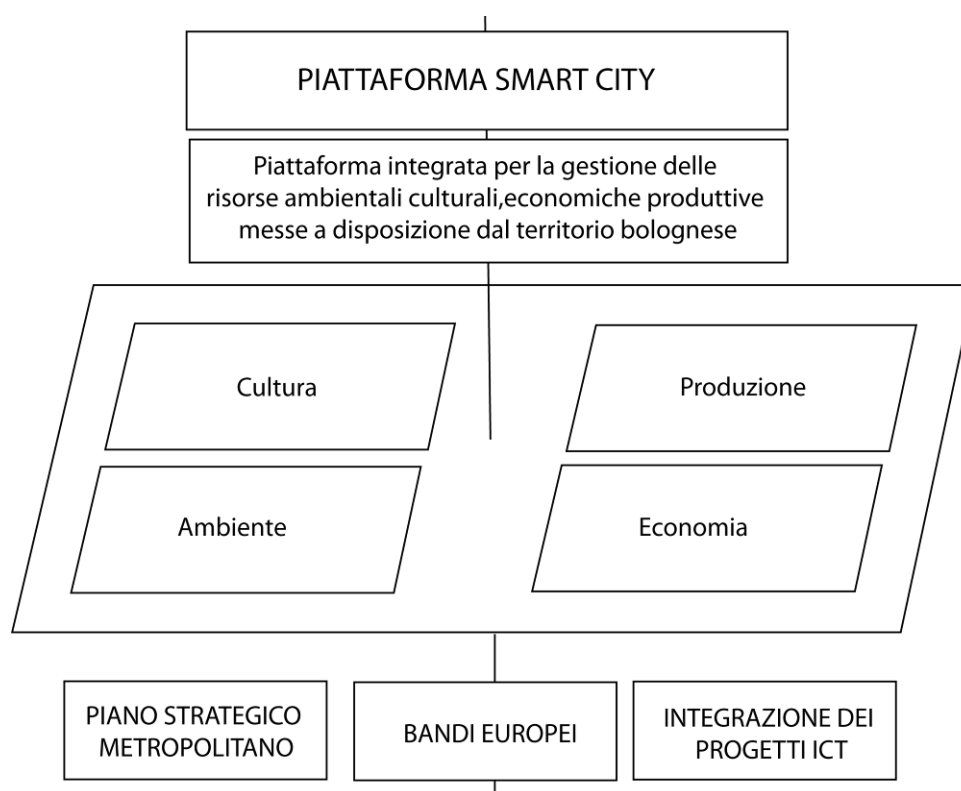 PIATTAFORMA SMART CITY
Piattaforma integrata per la gestione delle
risorse ambientali culturali,economiche produttive
messe a disposizione dal territorio bolognese
Cultura
Produzione
Ambiente
Economia
PIANO STRATEGICO
METROPOLITANO
BANDI EUROPEI
INTEGRAZIONE DEI
PROGETTI ICT